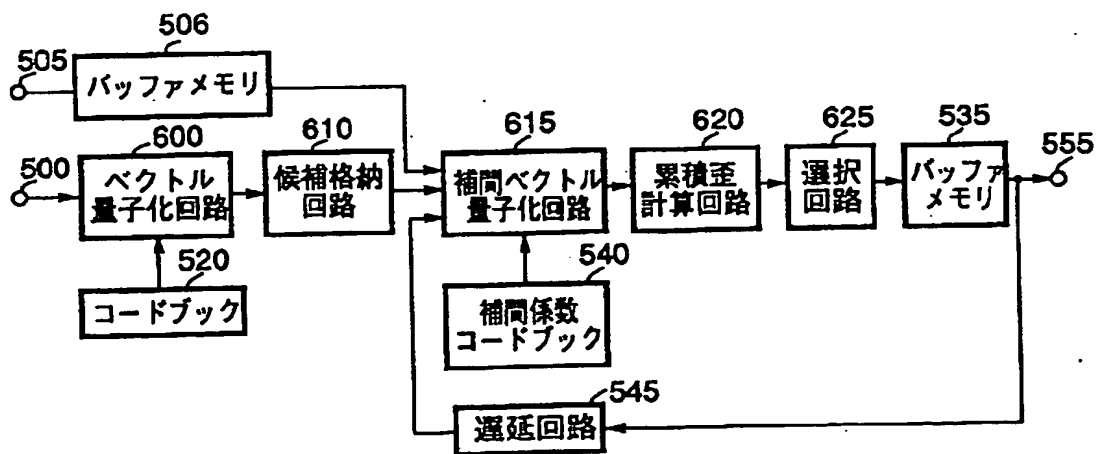 505
506
バッファメモリ
500
600
ベクトル
量子化回路
610
候補格納
回路
615
補間ベクトル
量子化回路
620
累積歪
計算回路
625
選択
回路
535
バッファ
メモリ
555
520
コードブック
540
補間係数
コードブック
545
遅延回路